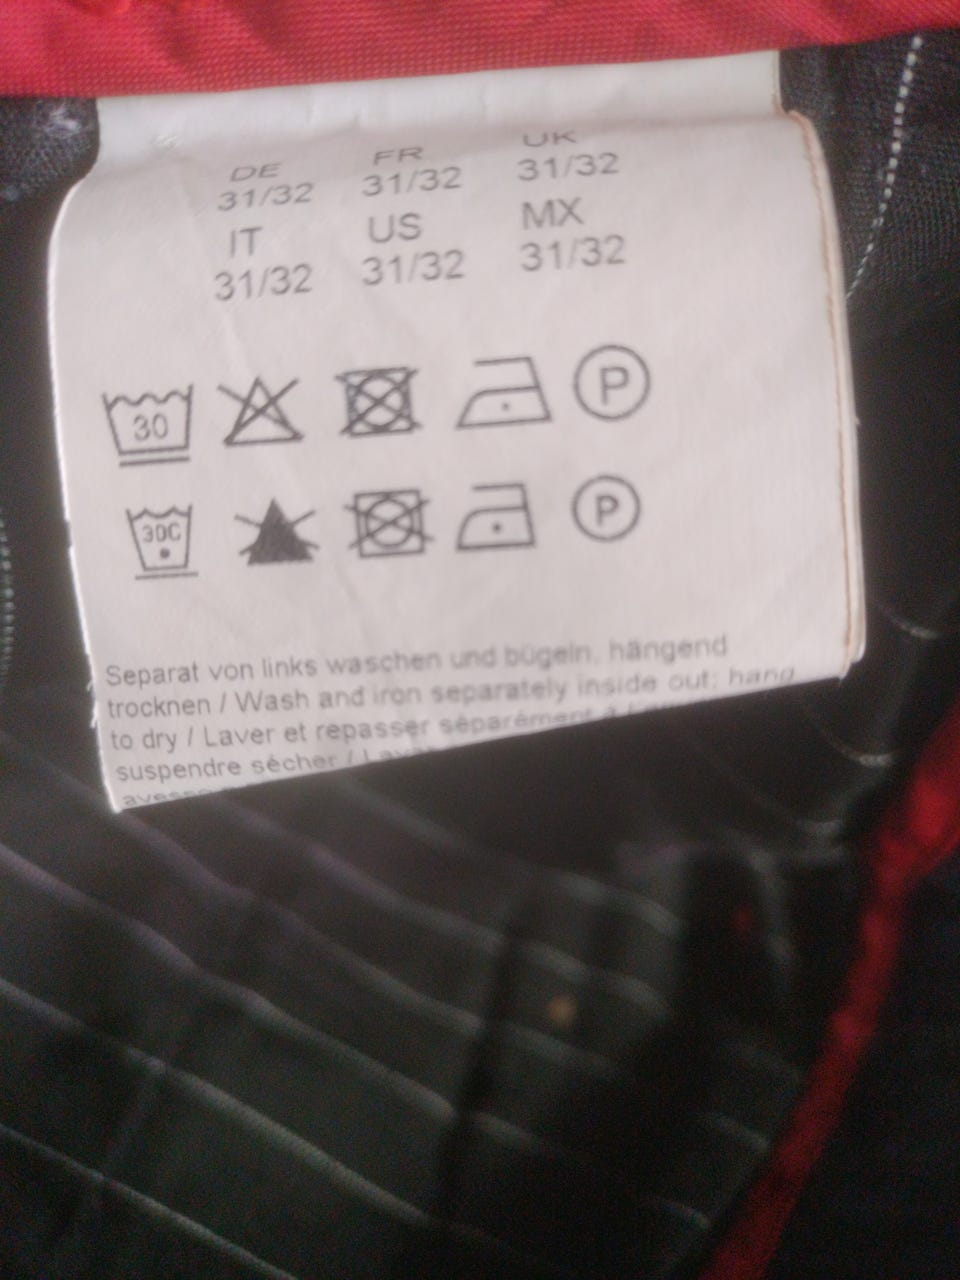 DE FR UK
31/32 31/32 31/32
IT US MX
31/32 31/32 31/32
30 P
30C P
Separat von links waschen und bügeln, hängend
trocknen / Wash and iron separately inside out; hang
to dry / Laver et repasser séparément à
suspendre sécher /